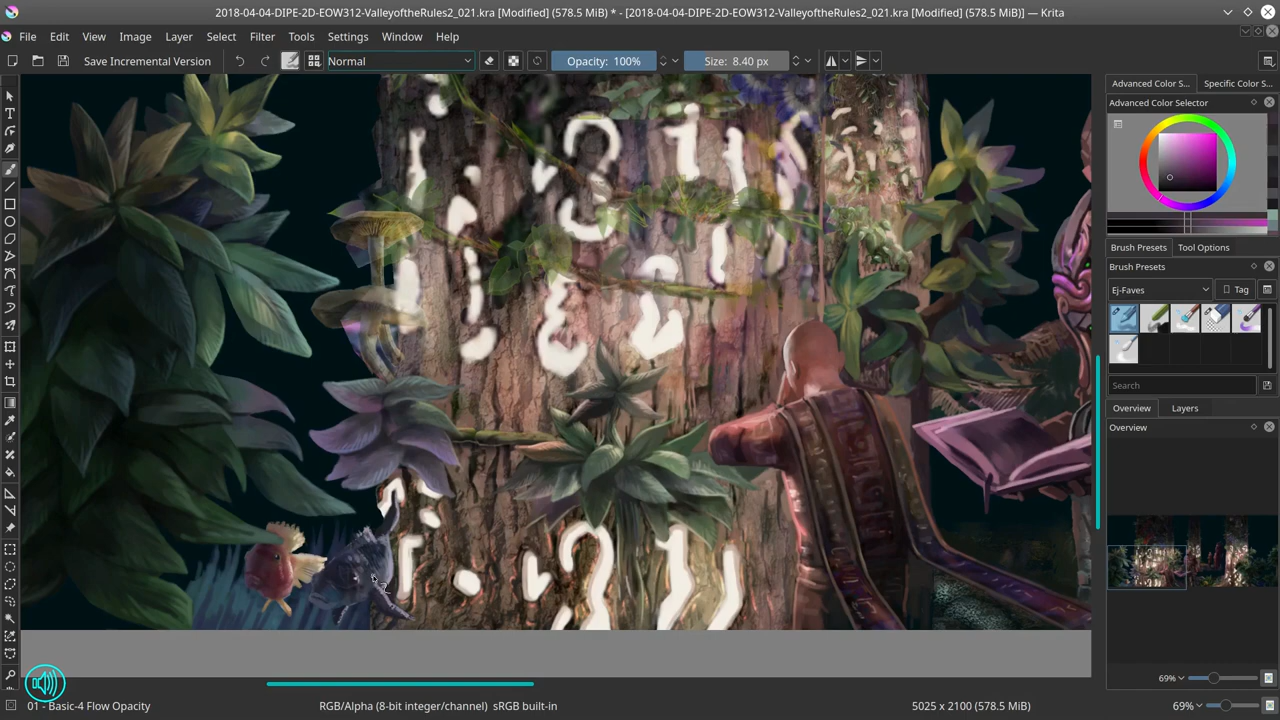 2018-04-04-DIPE-2D-EOW312-ValleyoftheRules2_021.kra [Modified] (578.5 MiB) * - [2018-04-04-DIPE-2D-EOW312-ValleyoftheRules2_021.kra [Modified] (578.5 MiB)] — Krita
File Edit View Image Layer Select Filter Tools Settings Window Help
Save Incremental Version Normal Opacity: 100% Size: 8.40 px
Advanced Color S... Specific Color S...
Advanced Color Selector
Brush Presets Tool Options
Brush Presets
Ej-Faves Tag
Search
Overview Layers
Overview
69%
01 - Basic-4 Flow Opacity RGB/Alpha (8-bit integer/channel) sRGB built-in 5025 x 2100 (578.5 MiB) 69%